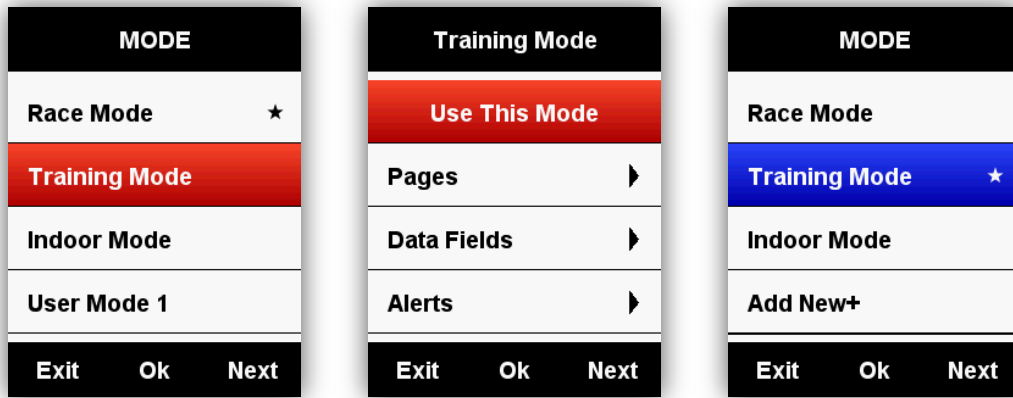 MODE
Race Mode ★
Training Mode
Indoor Mode
User Mode 1
Exit Ok Next
Training Mode
Use This Mode
Pages
Data Fields
Alerts
Exit Ok Next
MODE
Race Mode
Training Mode ★
Indoor Mode
Add New+
Exit Ok Next